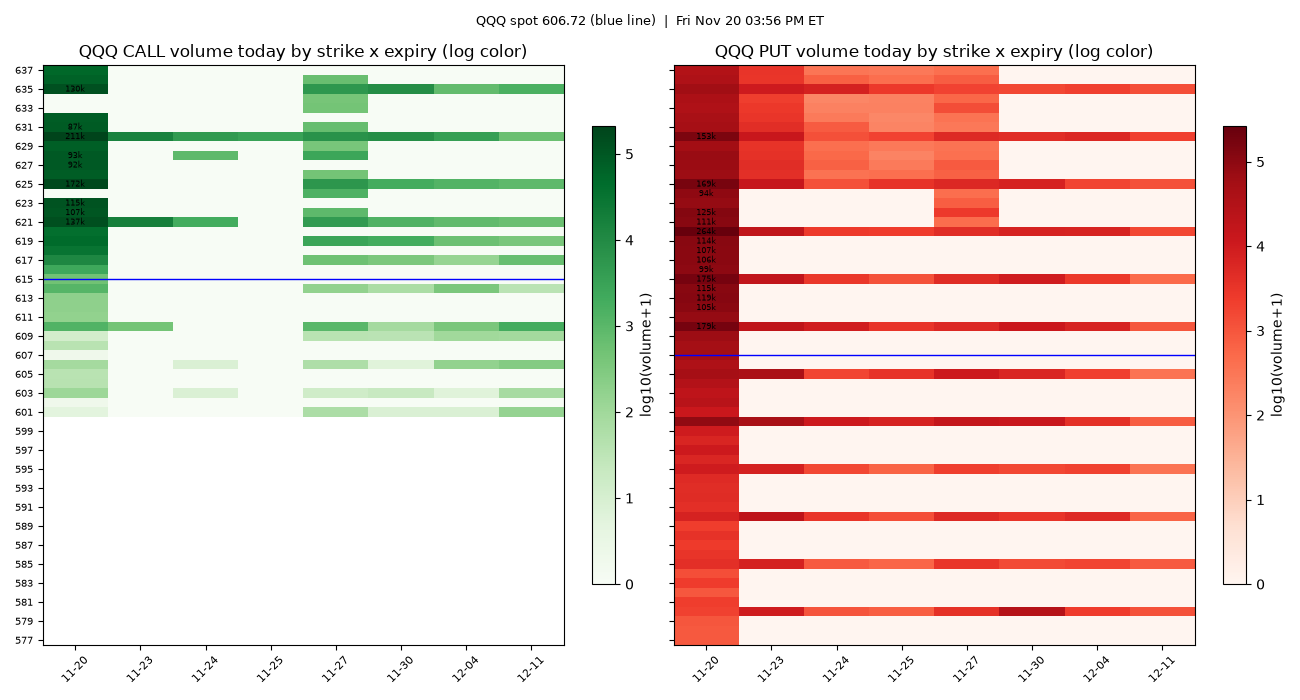 QQQ spot 606.72 (blue line)  |  Fri Nov 20 03:56 PM ET
QQQ CALL volume today by strike x expiry (log color)
637
635
633
631
629
627
625
623
621
619
617
615
613
611
609
607
605
603
601
599
597
595
593
591
589
587
585
583
581
579
577
130k
87k
211k
93k
92k
172k
115k
107k
137k
11-20
11-23
11-24
11-25
11-27
11-30
12-04
12-11
5
4
3
2
1
0
log10(volume+1)
QQQ PUT volume today by strike x expiry (log color)
169k
94k
125k
111k
264k
114k
107k
106k
99k
115k
119k
105k
179k
11-20
11-23
11-24
11-25
11-27
11-30
12-04
12-11
5
4
3
2
1
0
log10(volume+1)